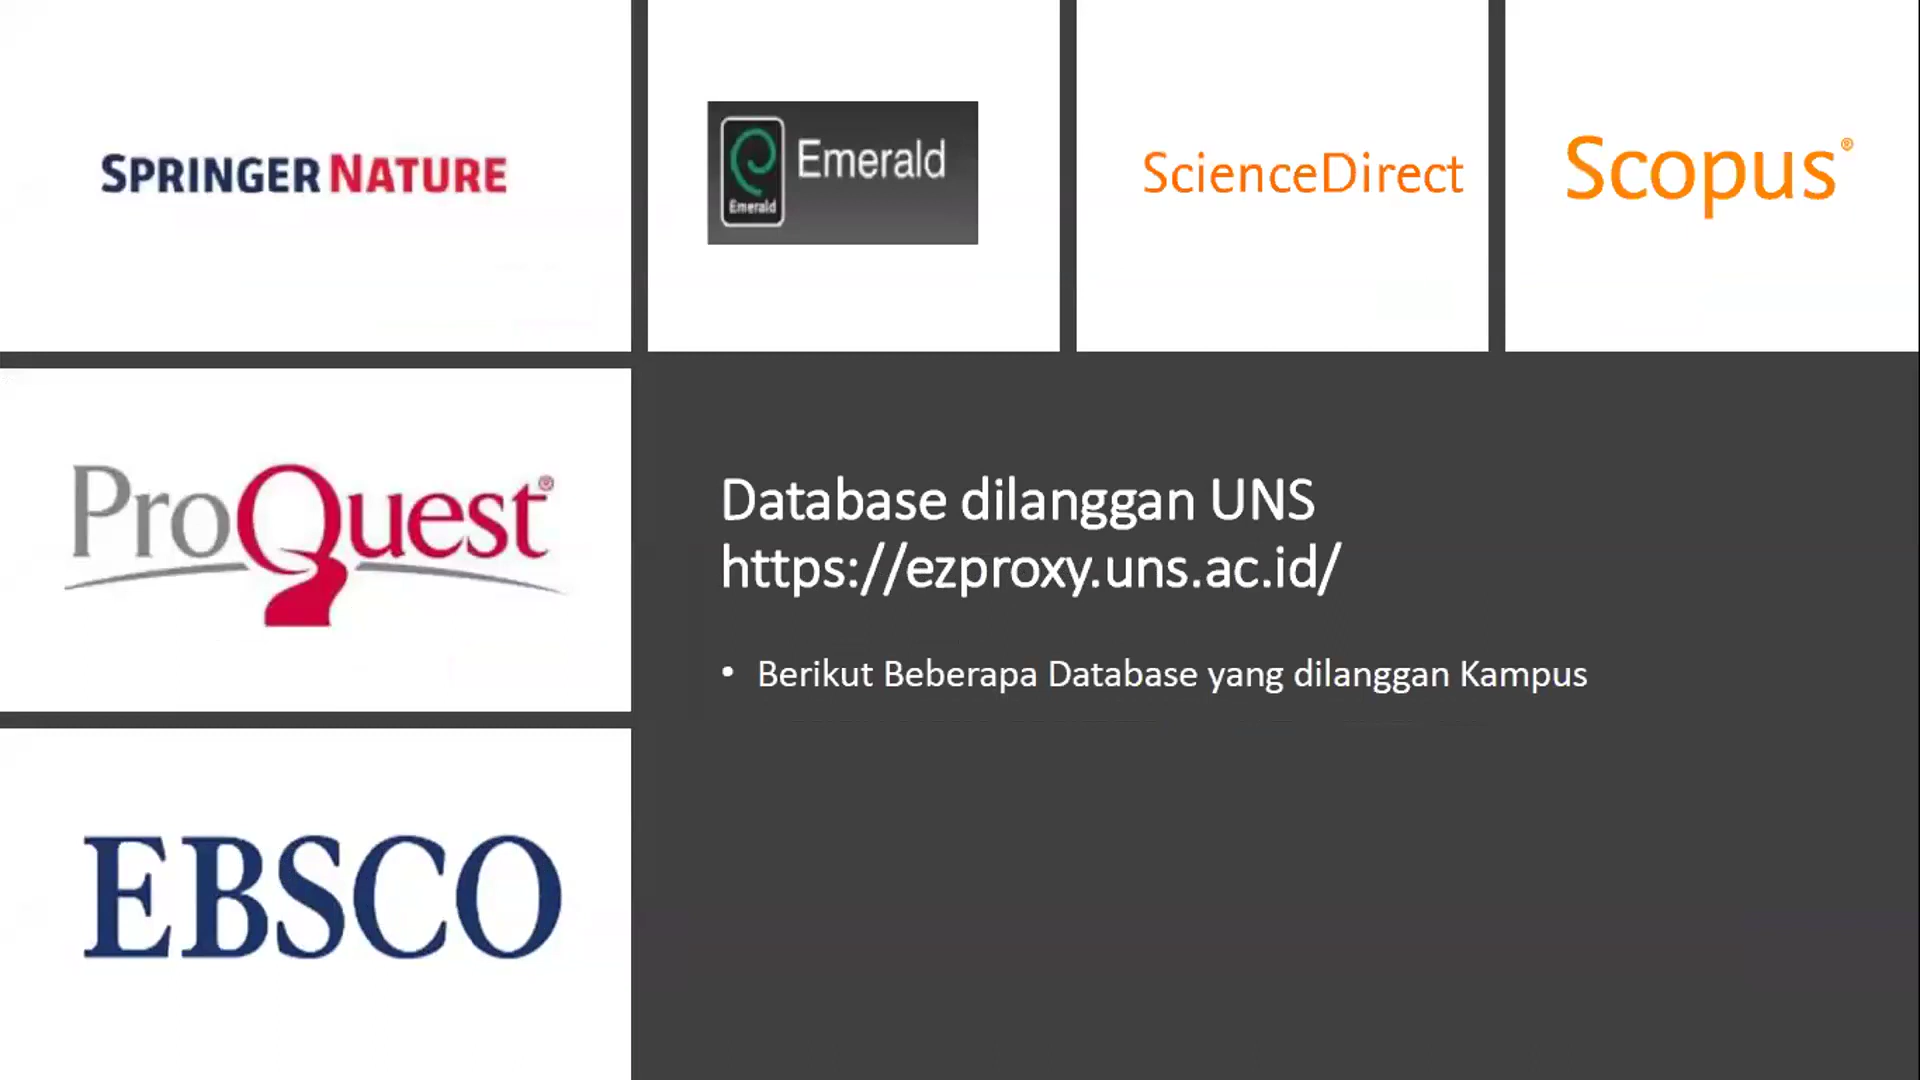 SPRINGER NATURE
Emerald
Emerald
ScienceDirect
Scopus®
ProQuest®
Database dilanggan UNS
https://ezproxy.uns.ac.id/
• Berikut Beberapa Database yang dilanggan Kampus
EBSCO